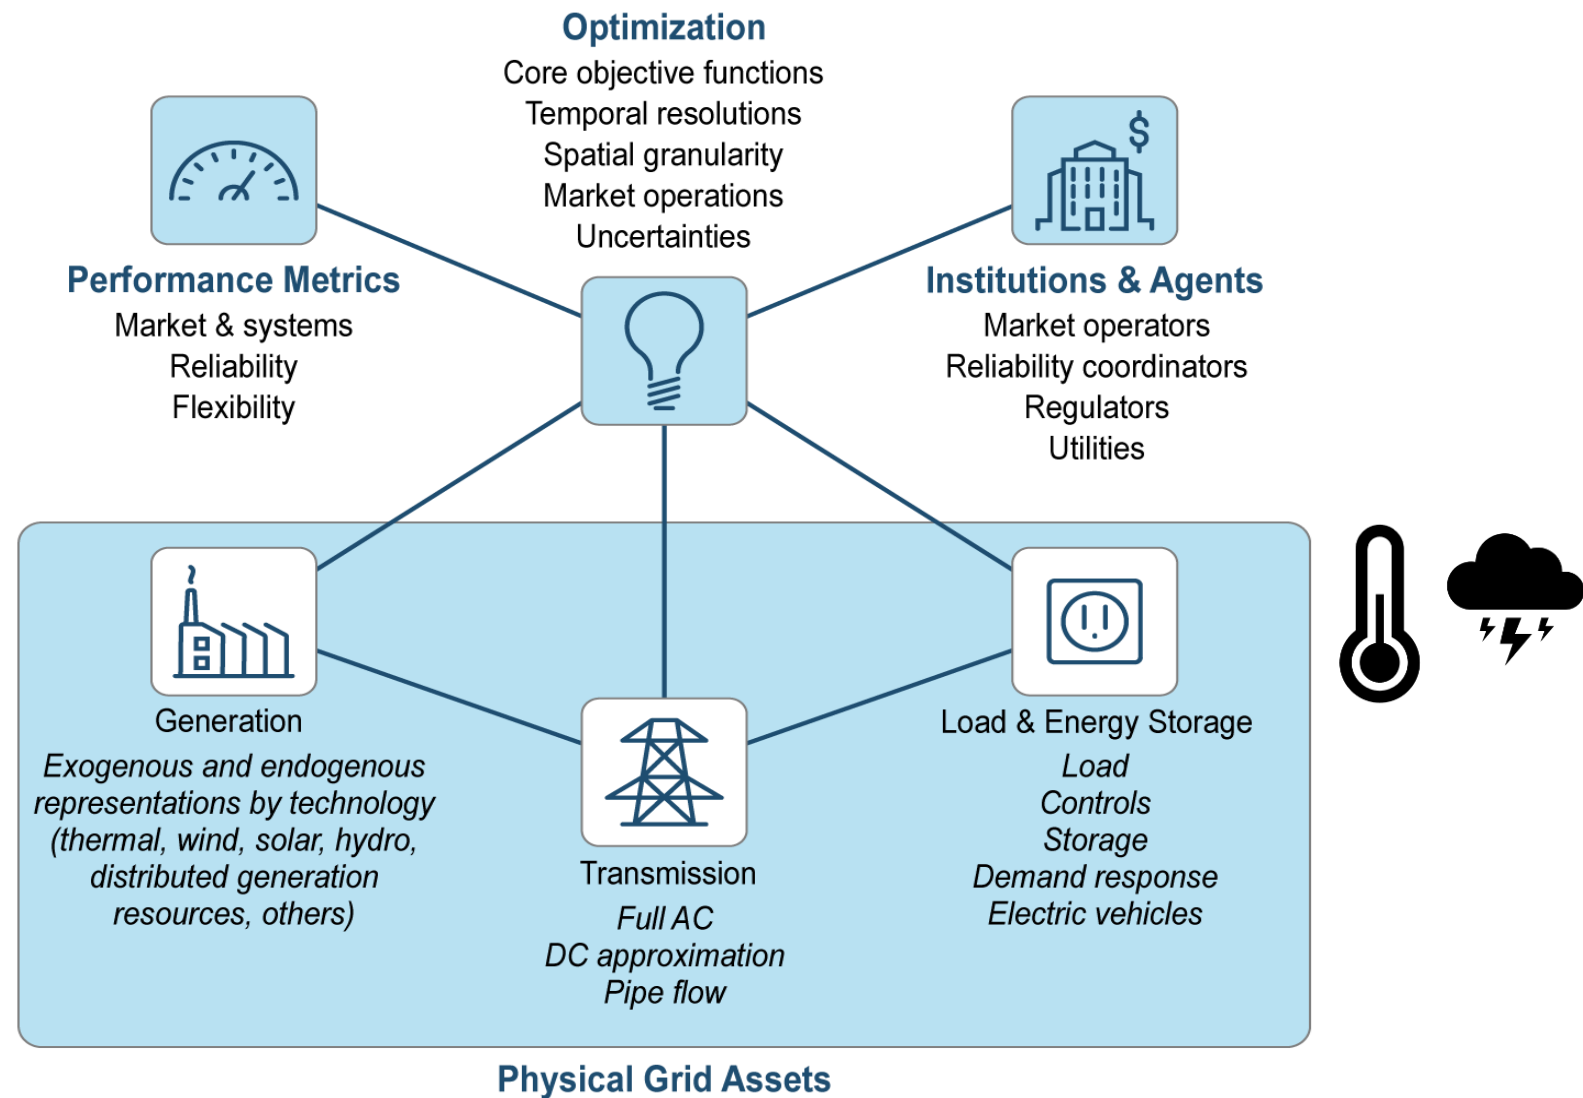 Optimization
Core objective functions
Temporal resolutions
Spatial granularity
Market operations
Uncertainties
$
Performance Metrics
Market & systems
Reliability
Flexibility
Institutions & Agents
Market operators
Reliability coordinators
Regulators
Utilities
Generation
Exogenous and endogenous
representations by technology
(thermal, wind, solar, hydro,
distributed generation
resources, others)
Transmission
Full AC
DC approximation
Pipe flow
Load & Energy Storage
Load
Controls
Storage
Demand response
Electric vehicles
Physical Grid Assets